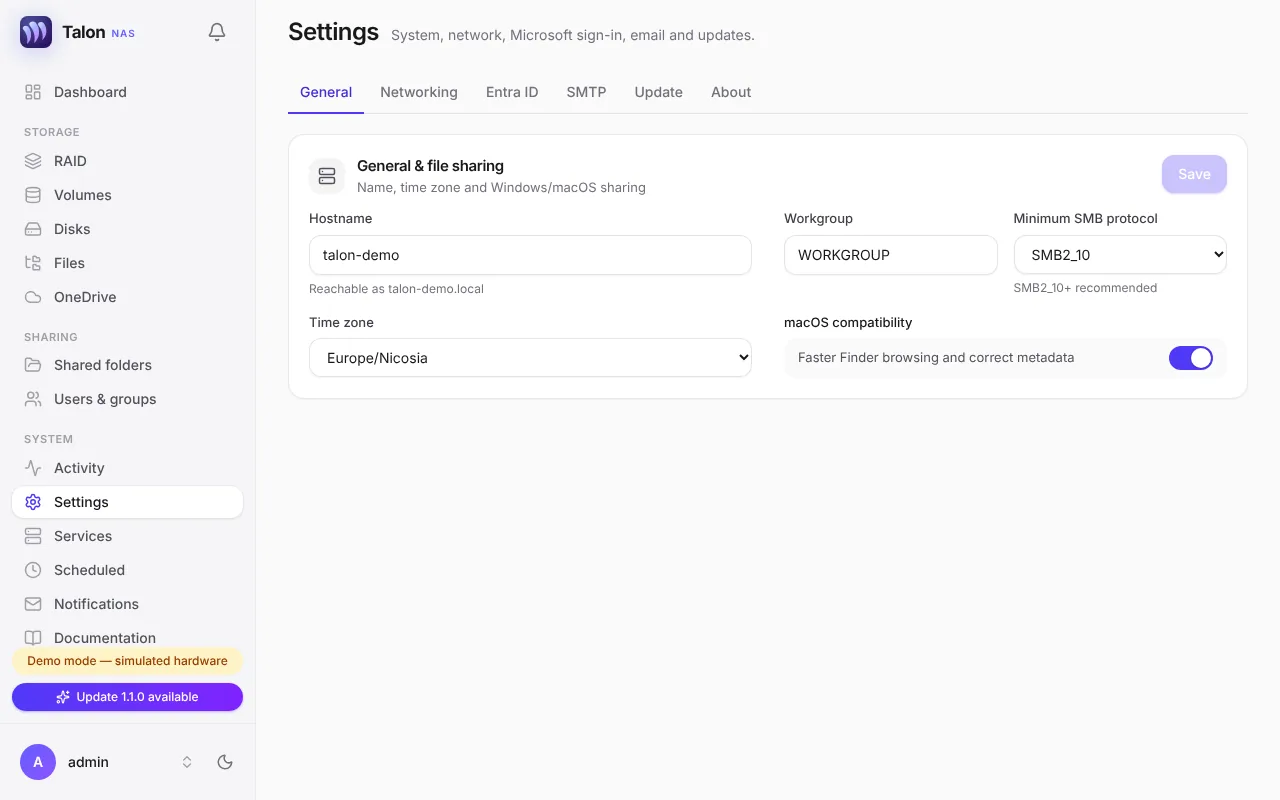 Talon NAS
Dashboard
STORAGE
RAID
Volumes
Disks
Files
OneDrive
SHARING
Shared folders
Users & groups
SYSTEM
Activity
Settings
Services
Scheduled
Notifications
Documentation
Demo mode — simulated hardware
Update 1.1.0 available
A admin
Settings System, network, Microsoft sign-in, email and updates.
General Networking Entra ID SMTP Update About
General & file sharing
Name, time zone and Windows/macOS sharing
Save
Hostname
talon-demo
Reachable as talon-demo.local
Workgroup
WORKGROUP
Minimum SMB protocol
SMB2_10
SMB2_10+ recommended
Time zone
Europe/Nicosia
macOS compatibility
Faster Finder browsing and correct metadata